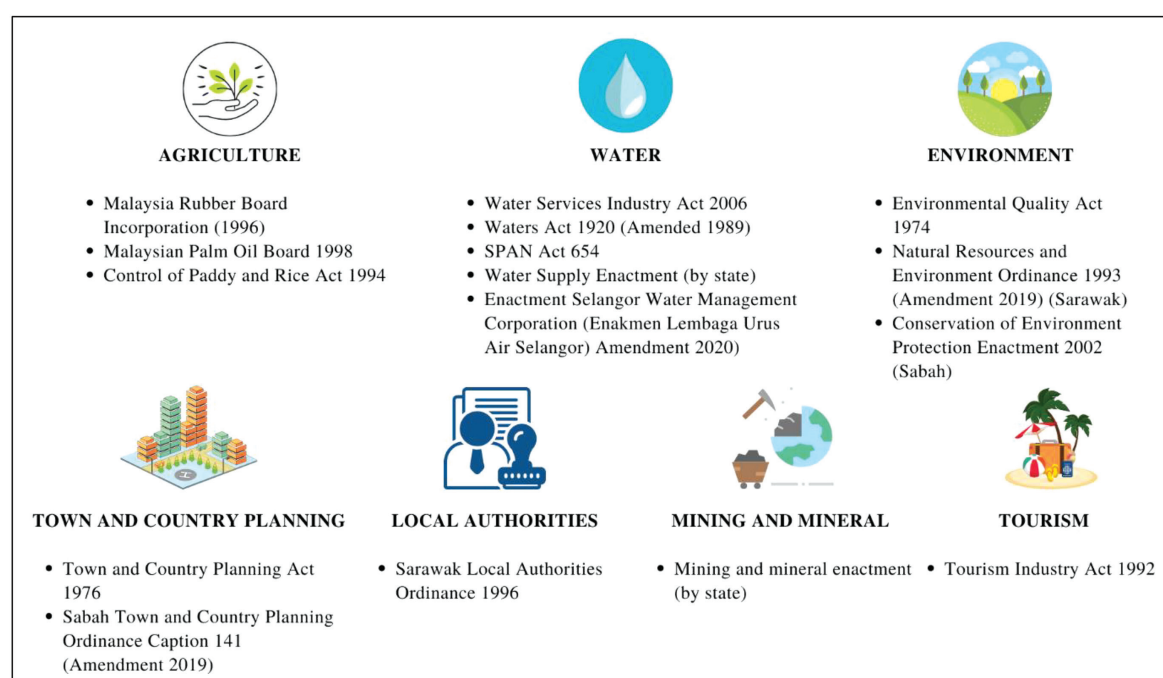 AGRICULTURE
• Malaysia Rubber Board
Incorporation (1996)
• Malaysian Palm Oil Board 1998
• Control of Paddy and Rice Act 1994
WATER
• Water Services Industry Act 2006
• Waters Act 1920 (Amended 1989)
• SPAN Act 654
• Water Supply Enactment (by state)
• Enactment Selangor Water Management
Corporation (Enakmen Lembaga Urus
Air Selangor) Amendment 2020)
ENVIRONMENT
• Environmental Quality Act
1974
• Natural Resources and
Environment Ordinance 1993
(Amendment 2019) (Sarawak)
• Conservation of Environment
Protection Enactment 2002
(Sabah)
TOWN AND COUNTRY PLANNING
• Town and Country Planning Act
1976
• Sabah Town and Country Planning
Ordinance Caption 141
(Amendment 2019)
LOCAL AUTHORITIES
• Sarawak Local Authorities
Ordinance 1996
MINING AND MINERAL
• Mining and mineral enactment
(by state)
TOURISM
• Tourism Industry Act 1992